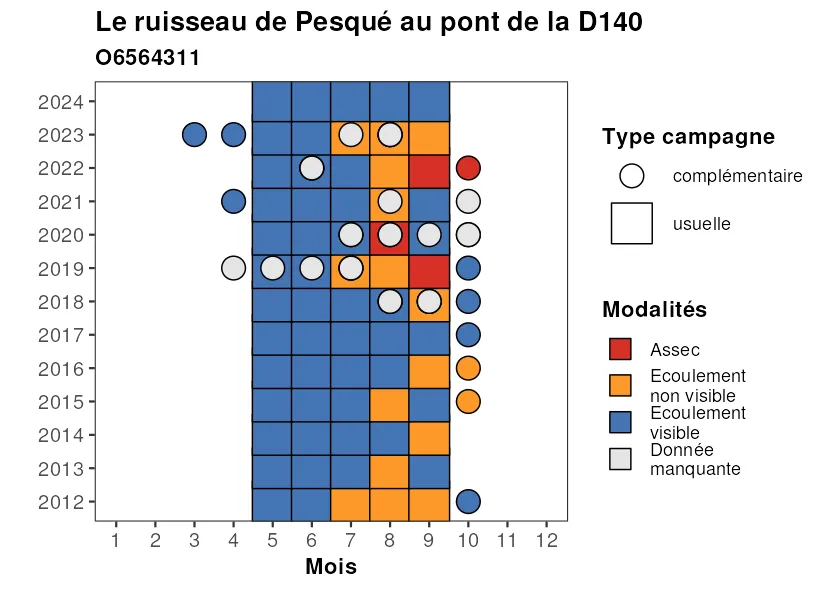 Le ruisseau de Pesqué au pont de la D140
O6564311
2024
2023
2022
2021
2020
2019
2018
2017
2016
2015
2014
2013
2012
1 2 3 4 5 6 7 8 9 10 11 12
Mois
Type campagne
complémentaire
usuelle
Modalités
Assec
Ecoulement
non visible
Ecoulement
visible
Donnée
manquante